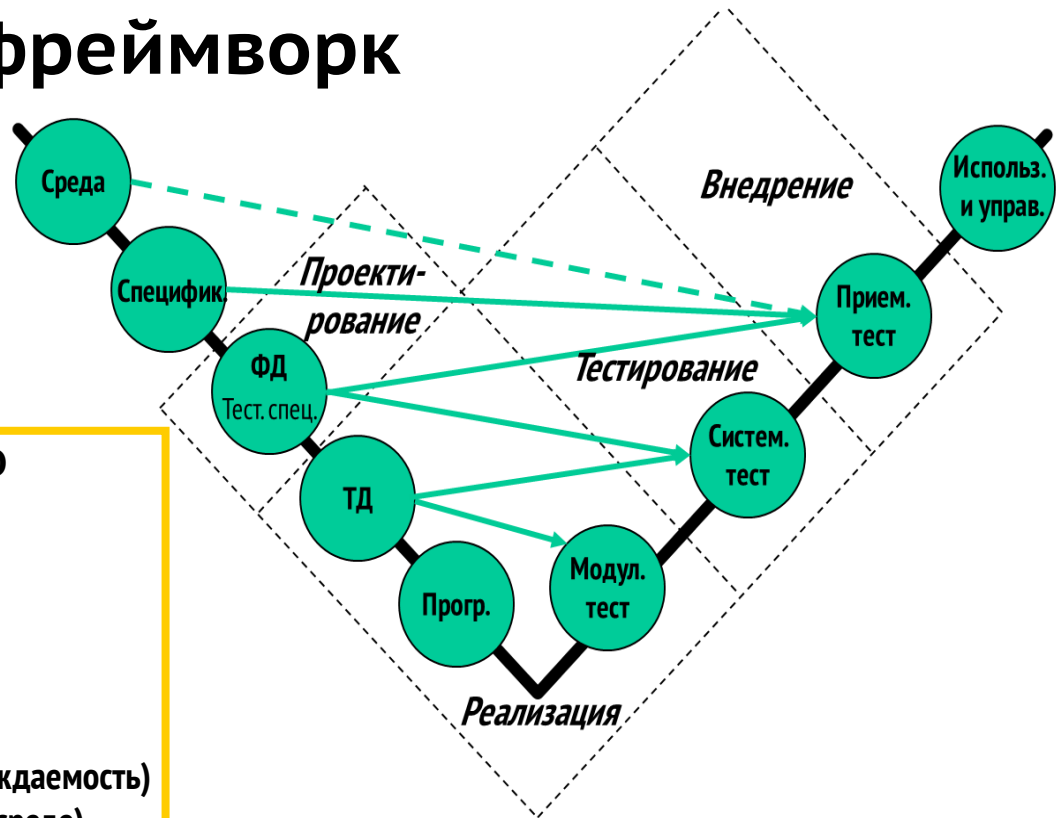 фреймворк
Среда
Специфик.
ФД
Тест. спец.
ТД
Прогр.
Проекти-
рование
Внедрение
Тестирование
Реализация
Использ.
и управ.
Прием.
тест
Систем.
тест
Модул.
тест
ждаемость)